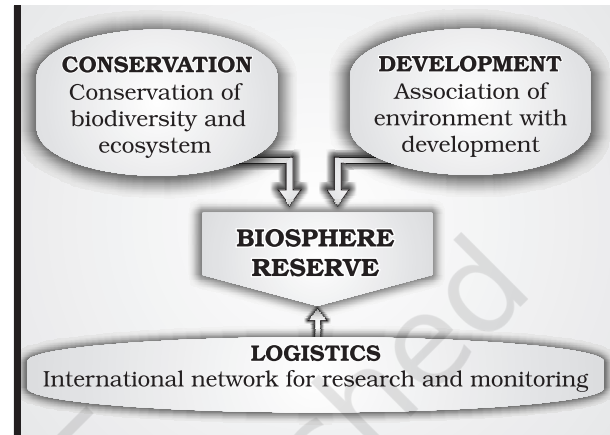 CONSERVATION
Conservation of
biodiversity and
ecosystem
DEVELOPMENT
Association of
environment with
development
BIOSPHERE
RESERVE
LOGISTICS
International network for research and monitoring